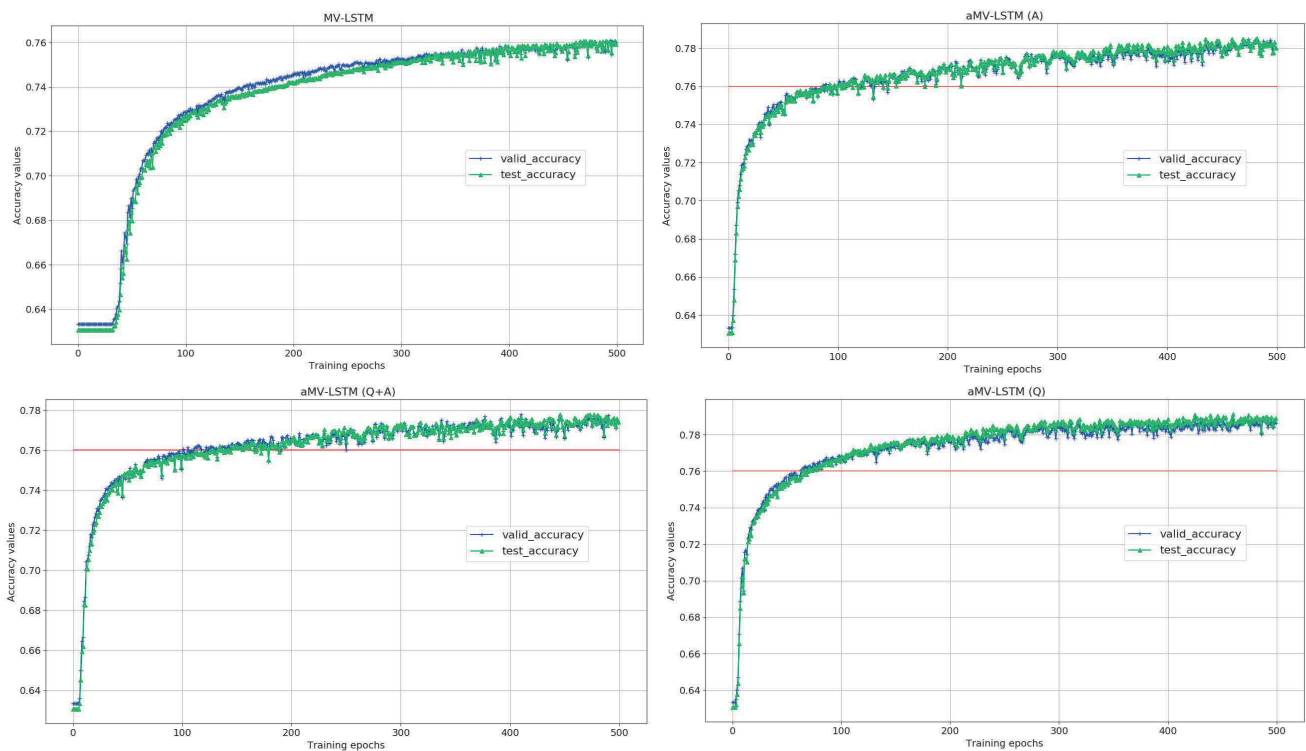 MV-LSTM
0.76
0.74
0.72
0.70
0.68
0.66
0.64
Accuracy values
valid_accuracy
test_accuracy
0 100 200 300 400 500
Training epochs
aMV-LSTM (A)
0.78
0.76
0.74
0.72
0.70
0.68
0.66
0.64
Accuracy values
valid_accuracy
test_accuracy
0 100 200 300 400 500
Training epochs
aMV-LSTM (Q+A)
0.78
0.76
0.74
0.72
0.70
0.68
0.66
0.64
Accuracy values
valid_accuracy
test_accuracy
0 100 200 300 400 500
Training epochs
aMV-LSTM (Q)
0.78
0.76
0.74
0.72
0.70
0.68
0.66
0.64
Accuracy values
valid_accuracy
test_accuracy
0 100 200 300 400 500
Training epochs